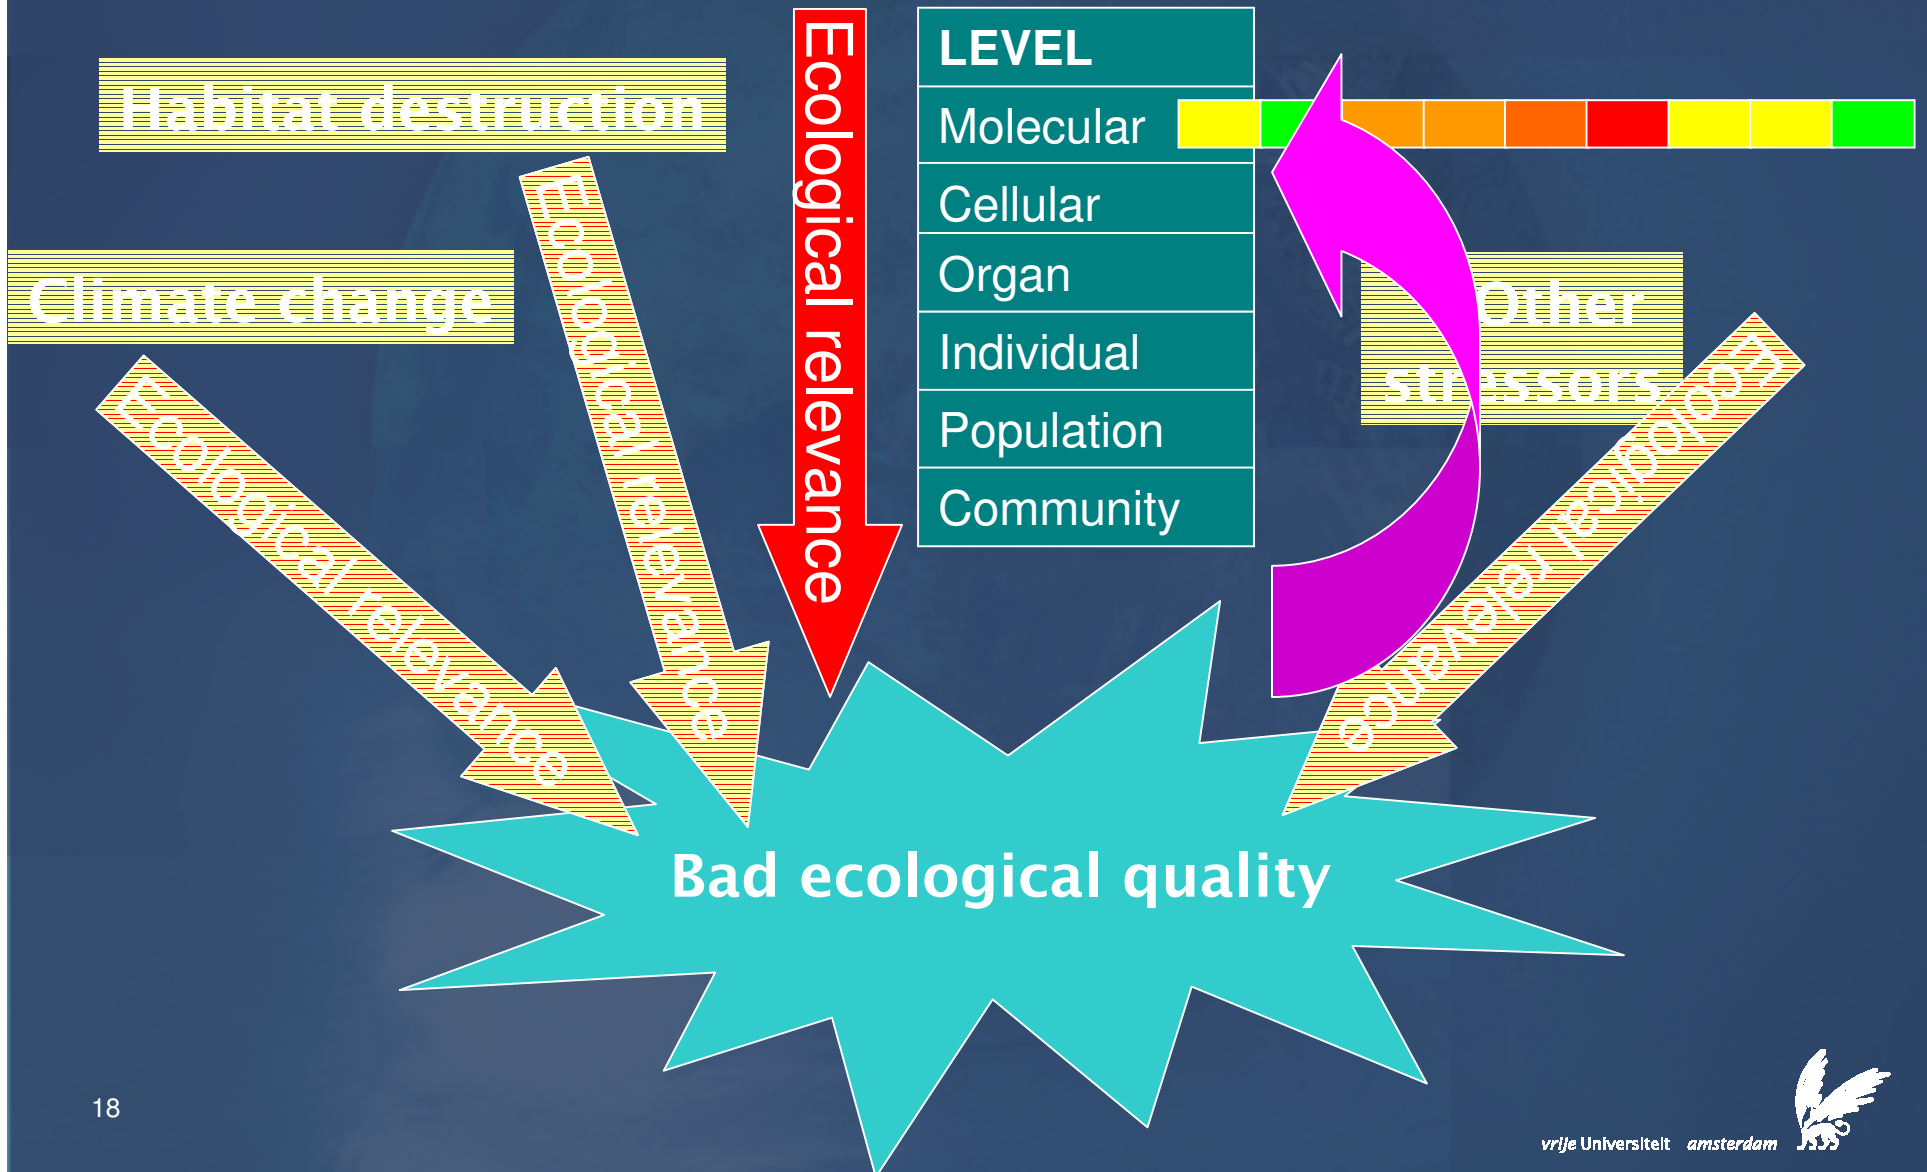 Habitat destruction
Climate change
Ecological relevance
Ecological relevance
Ecological relevance
LEVEL
Molecular
Cellular
Organ
Individual
Population
Community
Other
stressors
Ecological relevance
Bad ecological quality
18
vrije Universiteit amsterdam